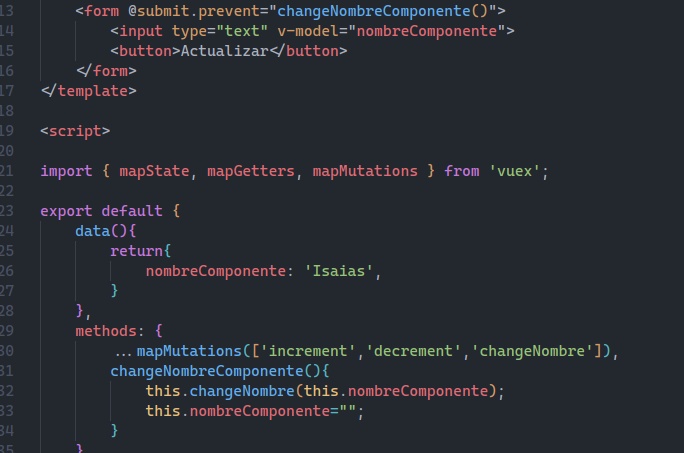 13 <form @submit.prevent="changeNombreComponente()">
14 <input type="text" v-model="nombreComponente">
15 <button>Actualizar</button>
16 </form>
17 </template>
18
19 <script>
20
21 import { mapState, mapGetters, mapMutations } from 'vuex';
22
23 export default {
24 data(){
25 return{
26 nombreComponente: 'Isaias',
27 }
28 },
29 methods: {
30 ...mapMutations(['increment','decrement','changeNombre']),
31 changeNombreComponente(){
32 this.changeNombre(this.nombreComponente);
33 this.nombreComponente="";
34 }
35 }